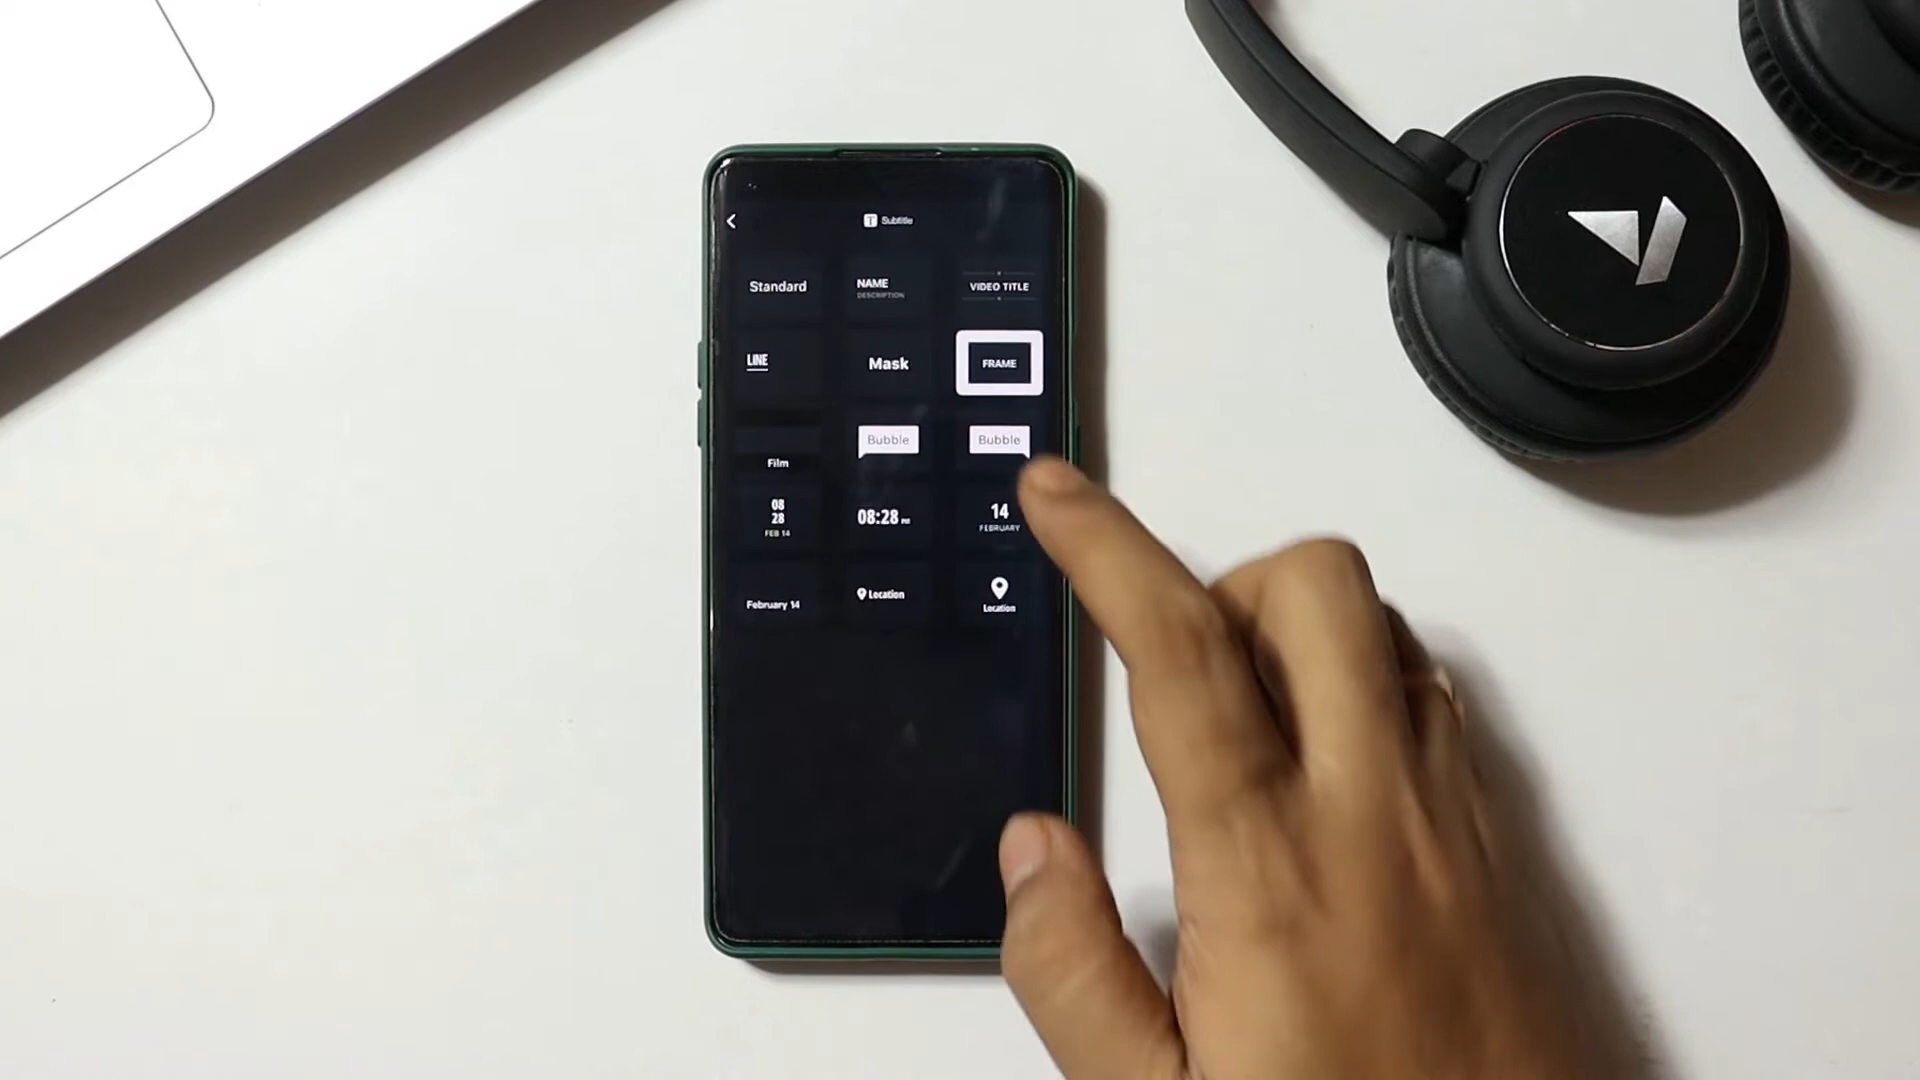 Subtitle
Standard
NAME
DESCRIPTION
VIDEO TITLE
LINE
Mask
FRAME
Film
Bubble
Bubble
08
28
FEB 14
08:28 PM
14
FEBRUARY
February 14
Location
Location